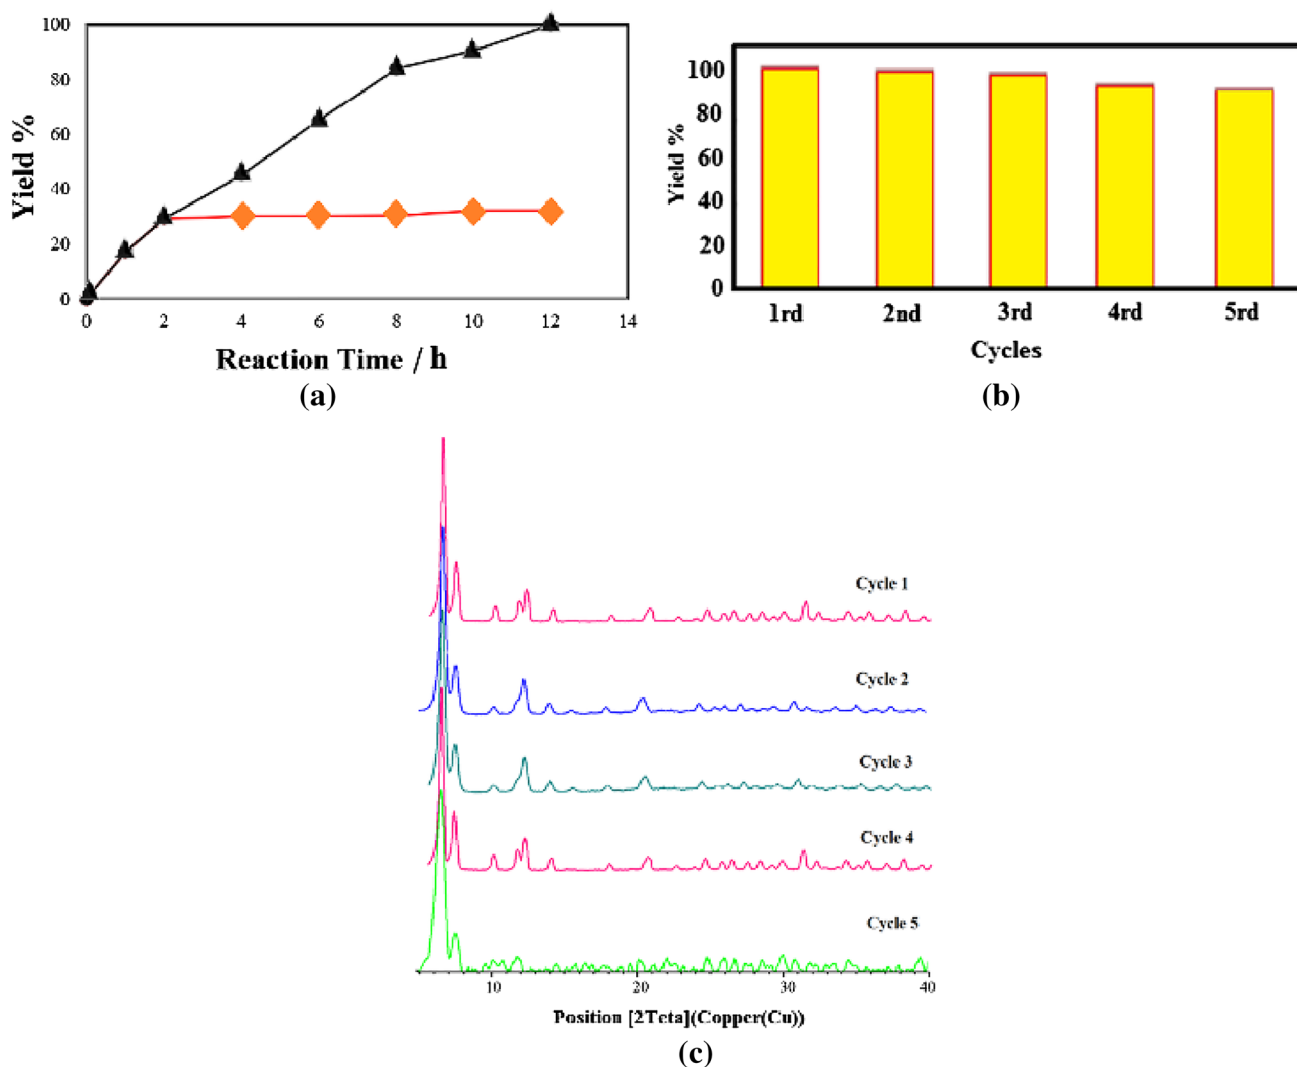 100
80
60
40
20
0
Yield %
0 2 4 6 8 10 12 14
Reaction Time / h
(a)
100
80
60
40
20
0
Yield %
1rd 2nd 3rd 4rd 5rd
Cycles
(b)
Cycle 1
Cycle 2
Cycle 3
Cycle 4
Cycle 5
10 20 30 40
Position [2Teta](Copper(Cu))
(c)